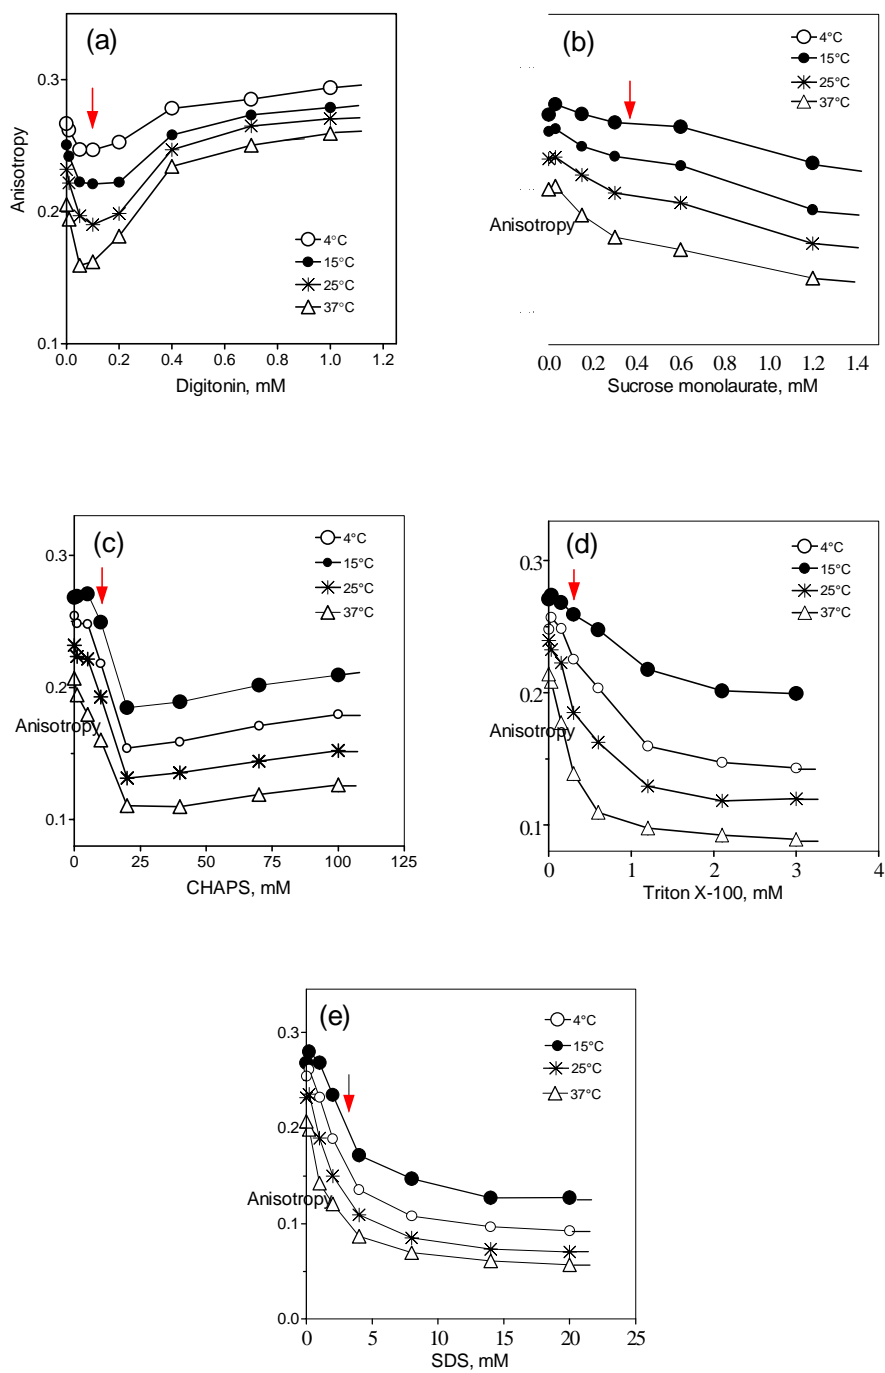 (a)
0.3
0.2
0.1
Anisotropy
4°C
15°C
25°C
37°C
0.0 0.2 0.4 0.6 0.8 1.0 1.2
Digitonin, mM
(b)
4°C
15°C
25°C
37°C
Anisotropy
0.0 0.2 0.4 0.6 0.8 1.0 1.2 1.4
Sucrose monolaurate, mM
(c)
4°C
15°C
25°C
37°C
0.3
0.2
Anisotropy
0.1
0 25 50 75 100 125
CHAPS, mM
(d)
4°C
15°C
25°C
37°C
0.3
0.2
Anisotropy
0.1
0 1 2 3 4
Triton X-100, mM
(e)
4°C
15°C
25°C
37°C
0.3
0.2
Anisotropy
0.1
0.0
0 5 10 15 20 25
SDS, mM